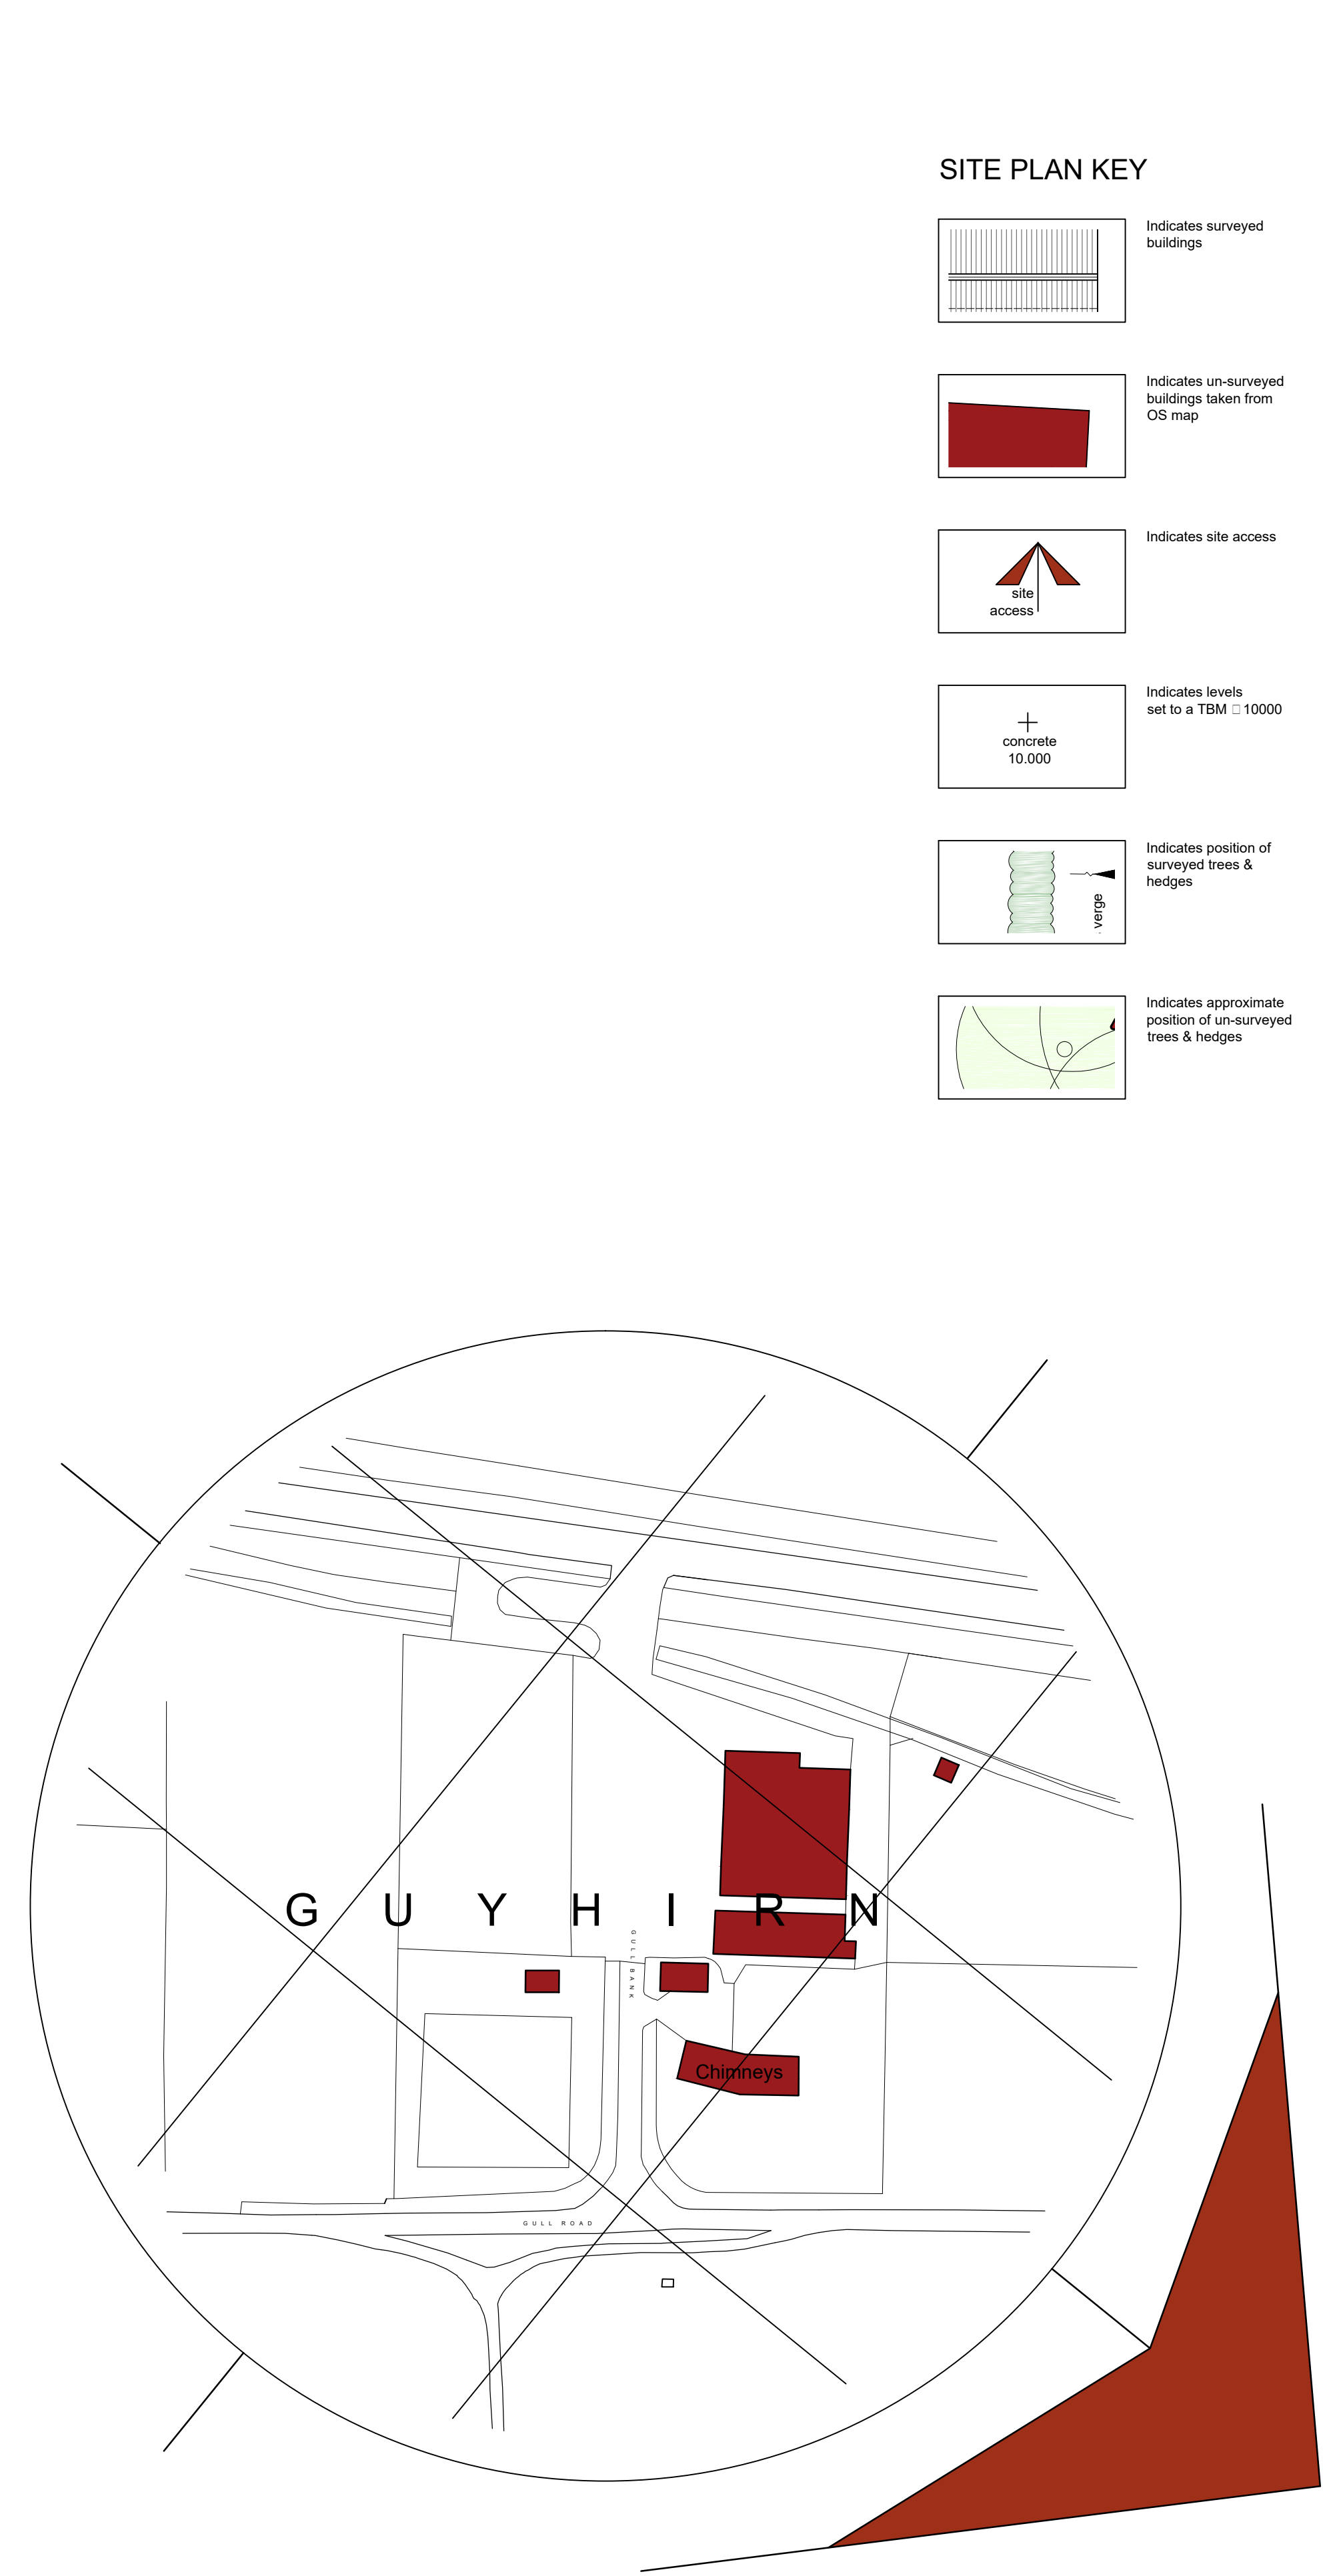 SITE PLAN KEY
Indicates surveyed
buildings
Indicates un-surveyed
buildings taken from
OS map
site
access
Indicates site access
concrete
10.000
Indicates levels
set to a TBM □ 10000
verge
Indicates position of
surveyed trees &
hedges
Indicates approximate
position of un-surveyed
trees & hedges
G U Y H I R N
GULL BANK
Chimneys
GULL ROAD